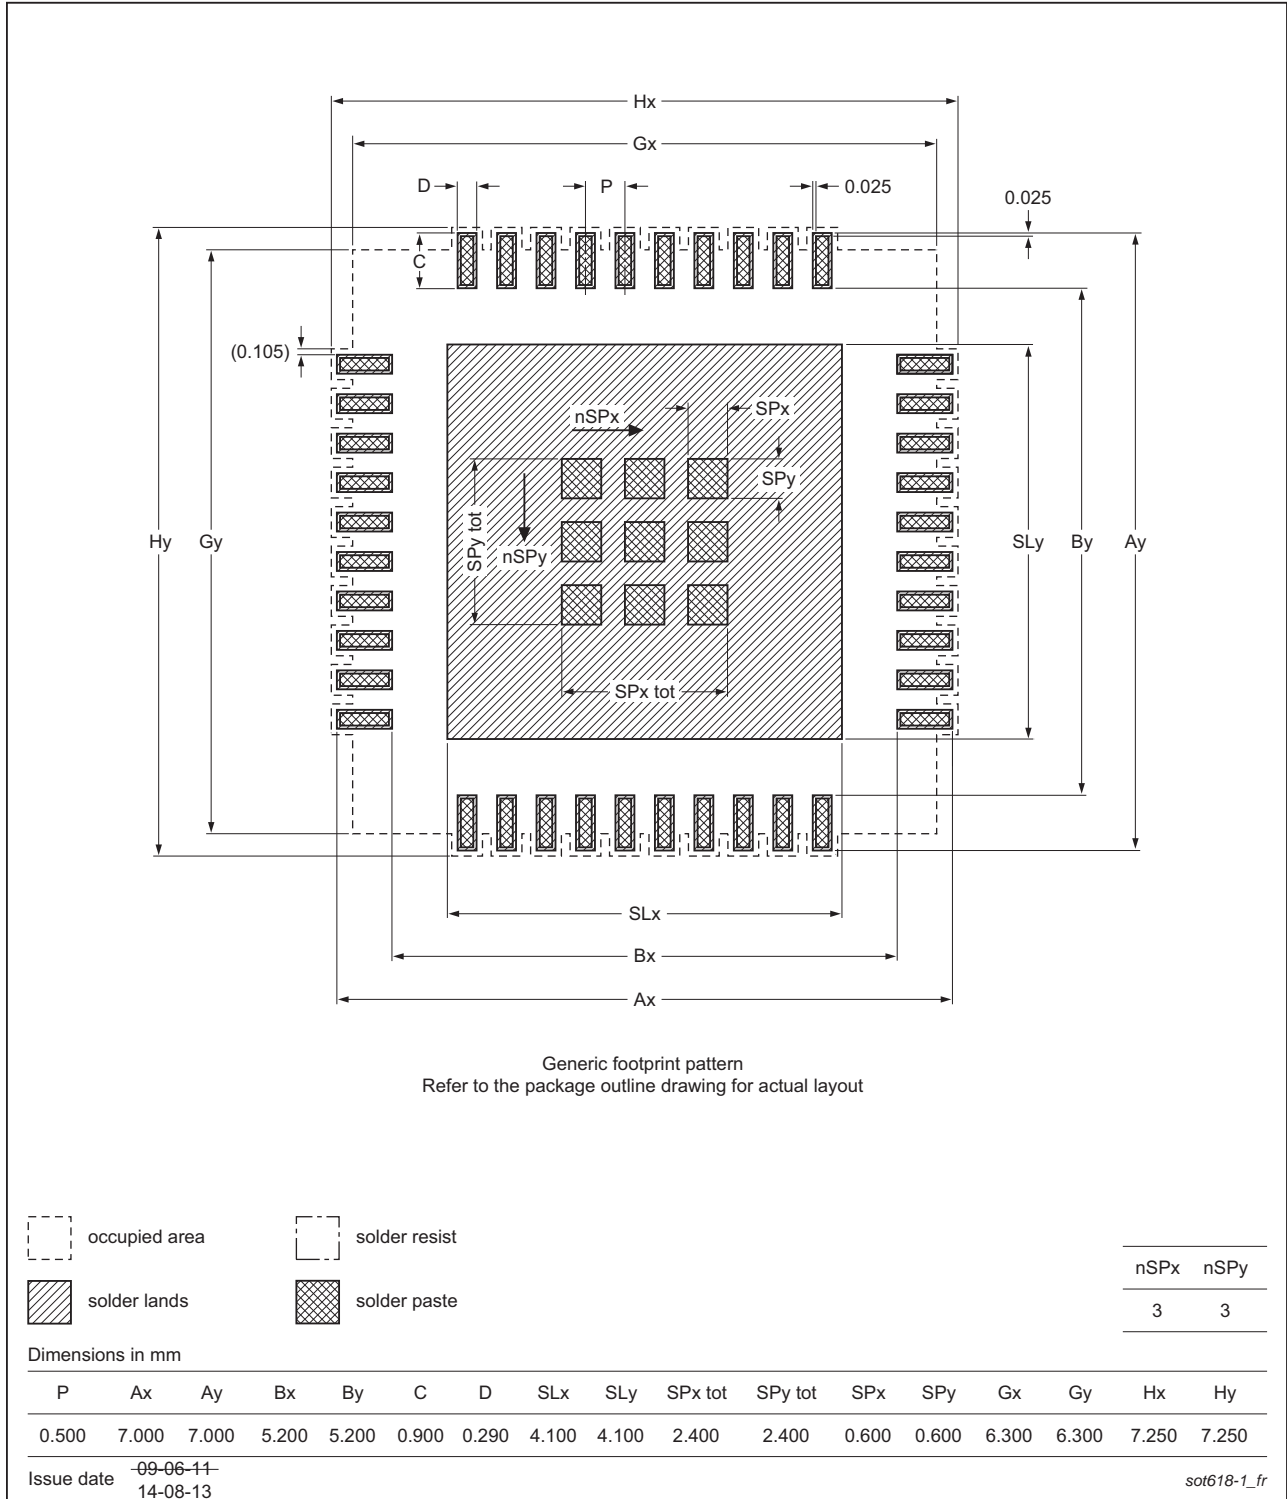 Hx
Gx
D P 0.025
0.025
C
(0.105)
nSPx SPx
SPy
SPy tot
nSPy
Hy Gy SLy By Ay
SPx tot
SLx
Bx
Ax
Generic footprint pattern
Refer to the package outline drawing for actual layout
occupied area solder resist
solder lands solder paste
nSPx nSPy
3 3
Dimensions in mm
P Ax Ay Bx By C D SLx SLy SPx tot SPy tot SPx SPy Gx Gy Hx Hy
0.500 7.000 7.000 5.200 5.200 0.900 0.290 4.100 4.100 2.400 2.400 0.600 0.600 6.300 6.300 7.250 7.250
Issue date 09-06-11
14-08-13
sot618-1_fr